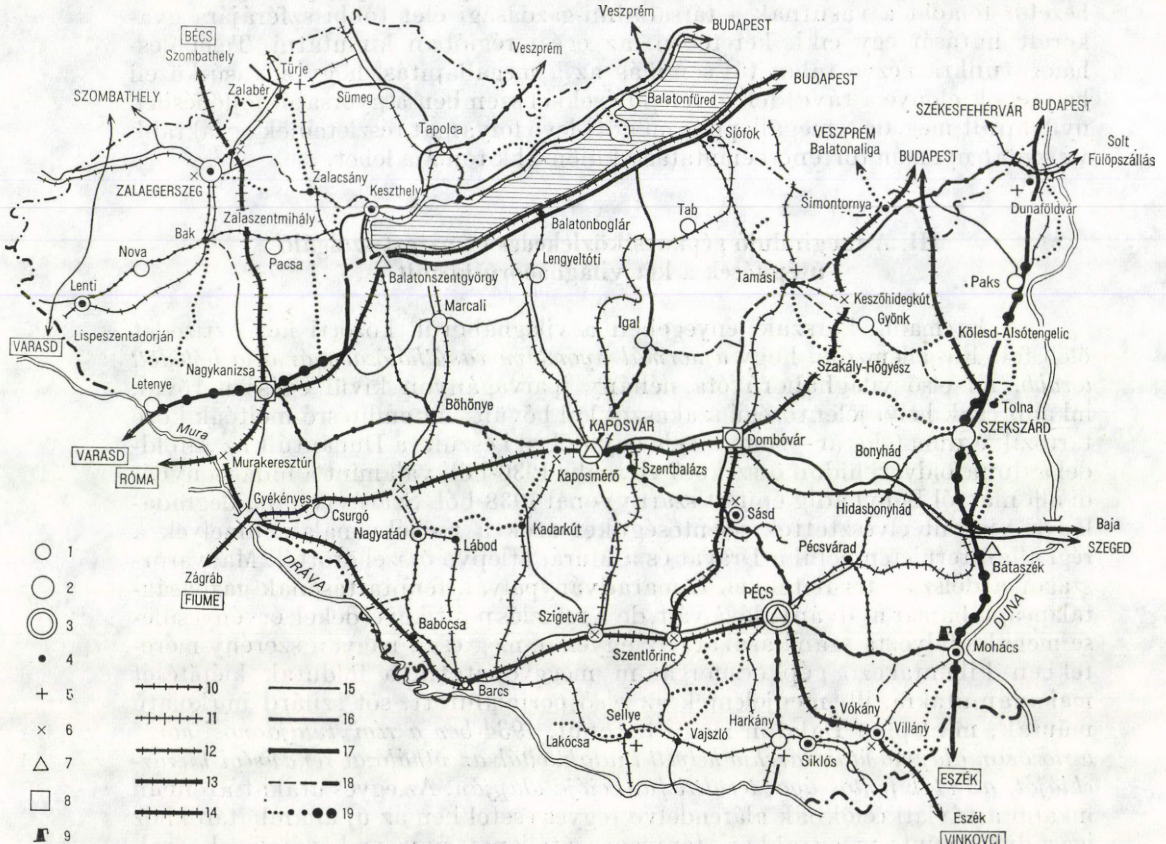 Veszprém
BUDAPEST
BÉCS
Szombathely
Veszprém
Türje
SZOMBATHELY
Zalabér
Sümeg
Balatonfüred
BUDAPEST
Tapolca
Siófok
VESZPRÉM
Balatonaliga
SZÉKESFEHÉRVÁR
BUDAPEST
BUDAPEST
Solt
Fülöpszállás
ZALAEGERSZEG
Zalacsány
Keszthely
Zalaszentmihály
Pacsa
Bak
Nova
Lenti
Balatonboglár
Lengyeltóti
Tab
Simontornya
Dunaföldvár
Balatonszentgyörgy
Marcali
Tamási
Keszőhidegkút
Gyönk
Paks
VARASD
Lispeszentadorján
Igal
Szakály-Hőgyész
Kölesd-Alsótengelic
Nagykanizsa
Letenye
Böhönye
KAPOSVÁR
Dombóvár
Tolna
SZEKSZÁRD
Mura
VARASD
RÓMA
Murakeresztúr
Kaposmérő
Szentbalázs
Bonyhád
Hidasbonyhád
Gyékényes
Csurgó
Nagyatád
Kadarkút
Lábod
Sásd
Pécsvárad
Baja
SZEGED
Bátaszék
Zágráb
FIUME
DRÁVA
Babócsa
Szigetvár
Szentlőrinc
PÉCS
DUNA
Mohács
Barcs
Sellye
Lakócsa
Vajszló
Harkány
Siklós
Vókány
Villány
ESZÉK
Eszék
VINKOVCI
1
2
3
4
5
6
7
8
9
10
11
12
13
14
15
16
17
18
19